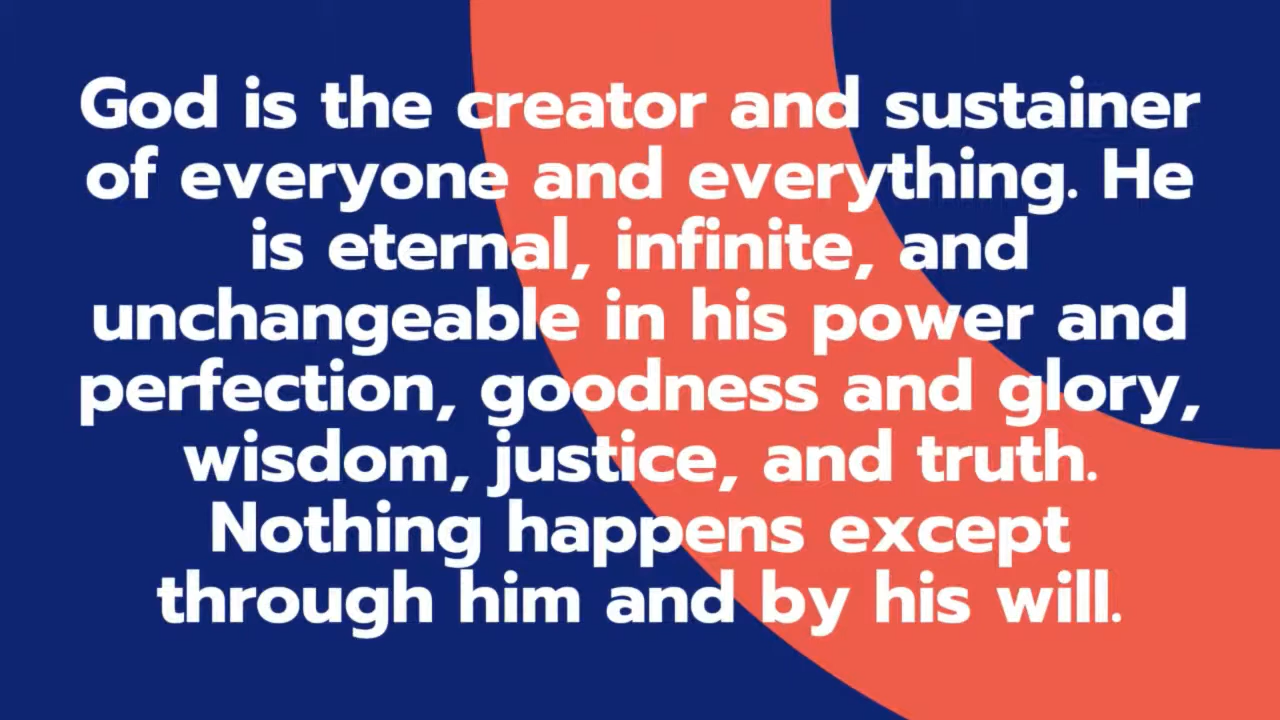 God is the creator and sustainer
of everyone and everything. He
is eternal, infinite, and
unchangeable in his power and
perfection, goodness and glory,
wisdom, justice, and truth.
Nothing happens except
through him and by his will.